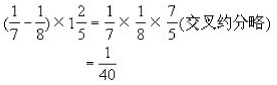 (1/7 - 1/8) × 1 2/5 = 1/7 × 1/8 × 7/5 (交叉约分略)
= 1/40